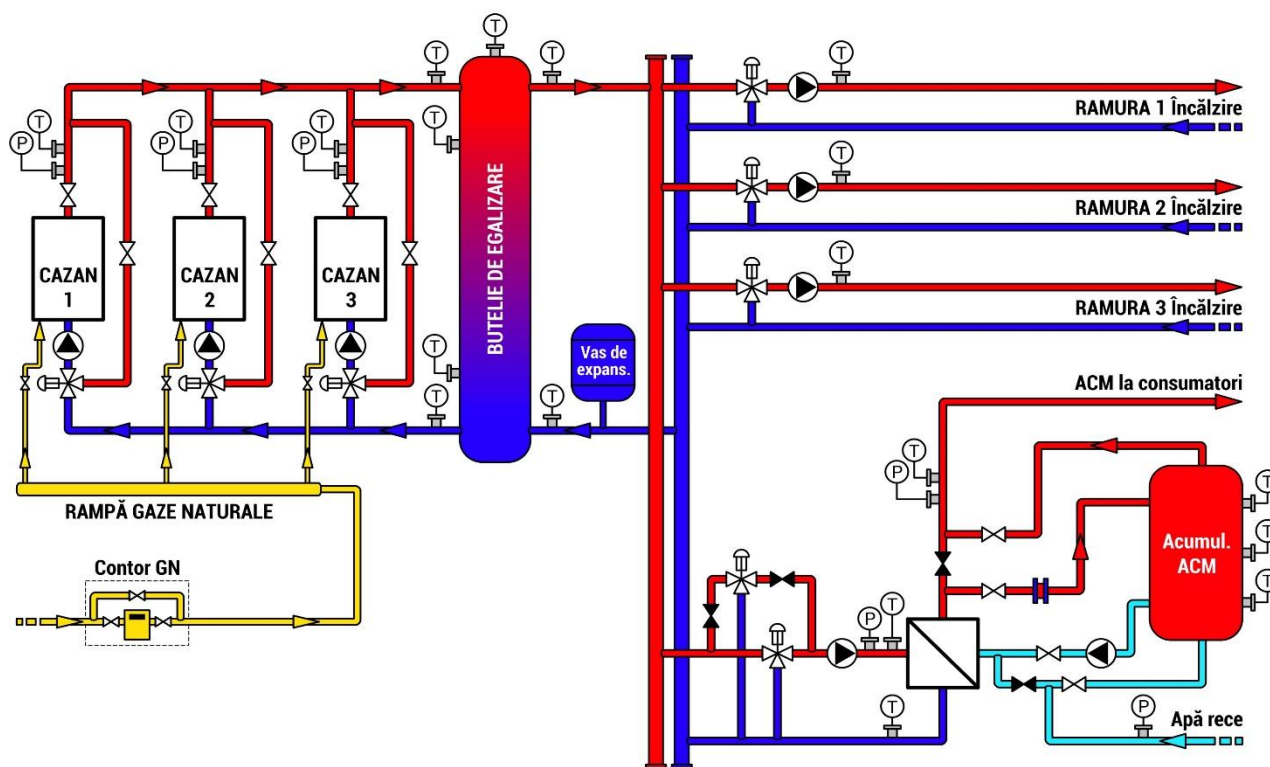 T
T
T
T
RAMURA 1 Încălzire
T
P
T
P
T
P
T
T
RAMURA 2 Încălzire
CAZAN
1
CAZAN
2
CAZAN
3
BUTELIE DE EGALIZARE
T
RAMURA 3 Încălzire
T
Vas de
expans.
T
T
ACM la consumatori
T
P
T
T
T
Acumul.
ACM
RAMPĂ GAZE NATURALE
Contor GN
P
T
T
P
Apă rece